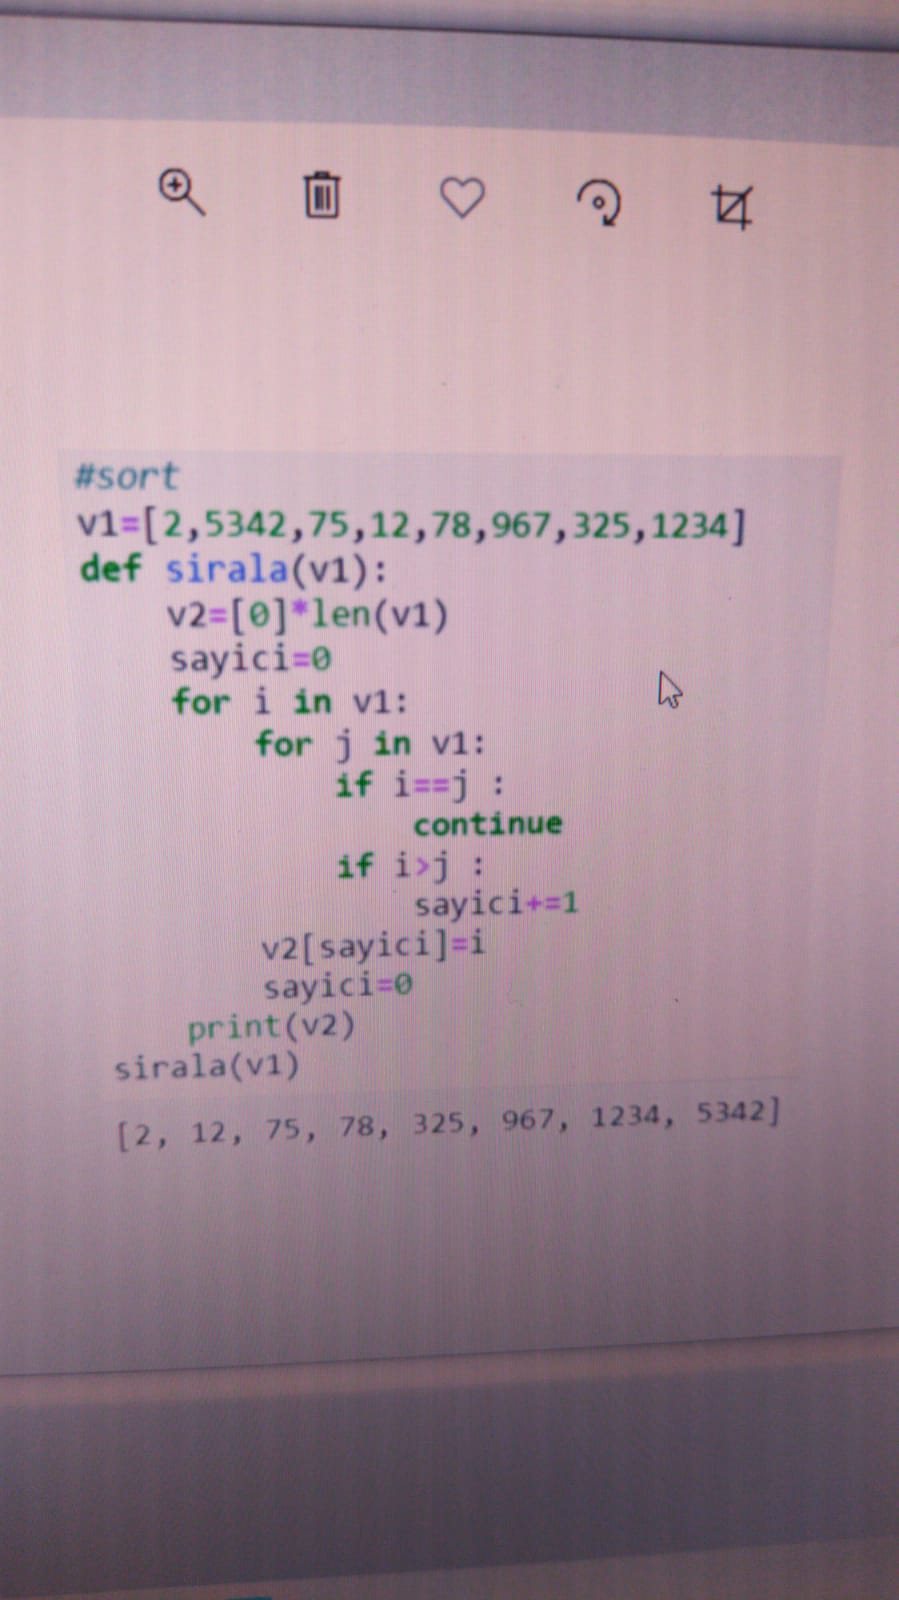 #sort
v1=[2,5342,75,12,78,967,325,1234]
def sirala(v1):
    v2=[0]*len(v1)
    sayici=0
    for i in v1:
        for j in v1:
            if i==j :
                continue
            if i>j :
                sayici+=1
        v2[sayici]=i
        sayici=0
    print(v2)
sirala(v1)
[2, 12, 75, 78, 325, 967, 1234, 5342]